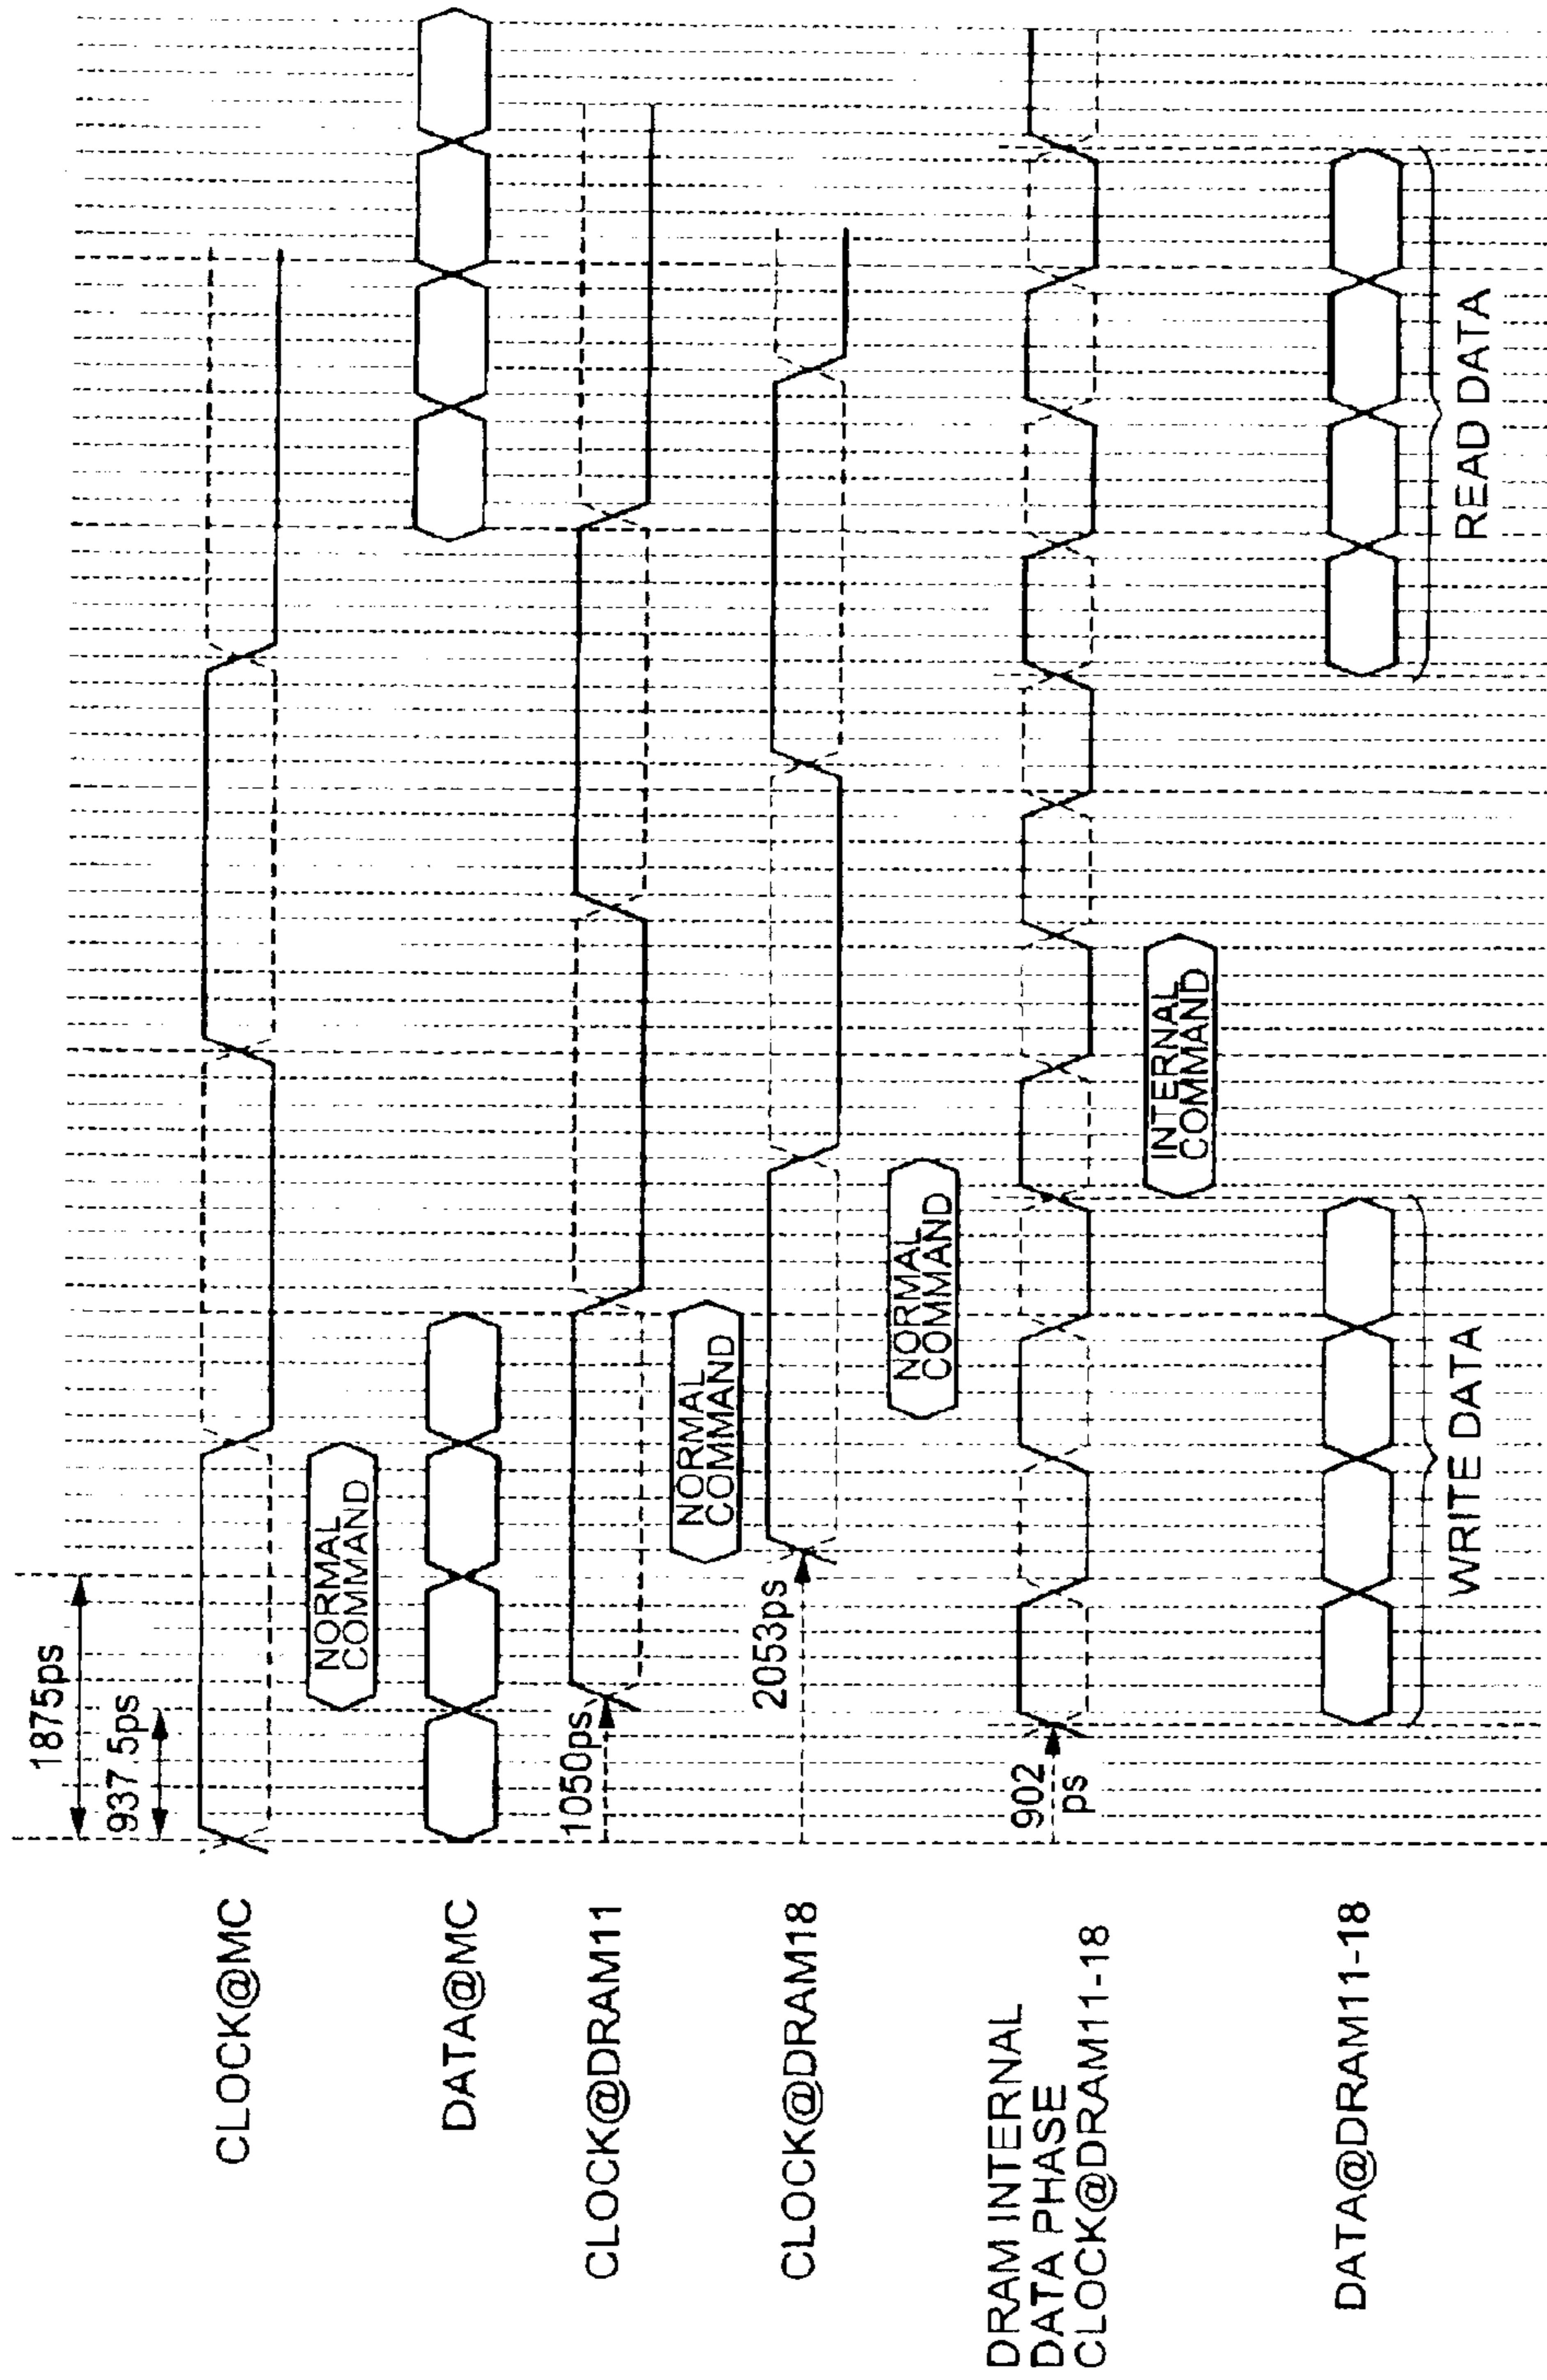 1875ps
937.5ps
CLOCK@MC
NORMAL
COMMAND
DATA@MC
1050ps
CLOCK@DRAM11
NORMAL
COMMAND
2053ps
CLOCK@DRAM18
NORMAL
COMMAND
902
ps
DRAM INTERNAL
DATA PHASE
CLOCK@DRAM11-18
INTERNAL
COMMAND
DATA@DRAM11-18
WRITE DATA
READ DATA